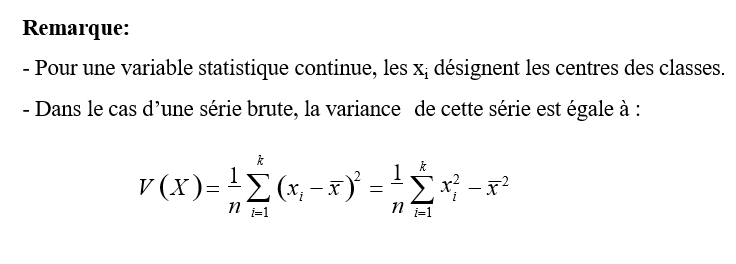 Remarque:
- Pour une variable statistique continue, les xᵢ désignent les centres des classes.
- Dans le cas d’une série brute, la variance de cette série est égale à :
V (X) = \frac{1}{n} \sum_{i=1}^{k} (x_i - \overline{x})^2 = \frac{1}{n} \sum_{i=1}^{k} x_i^2 - \overline{x}^2